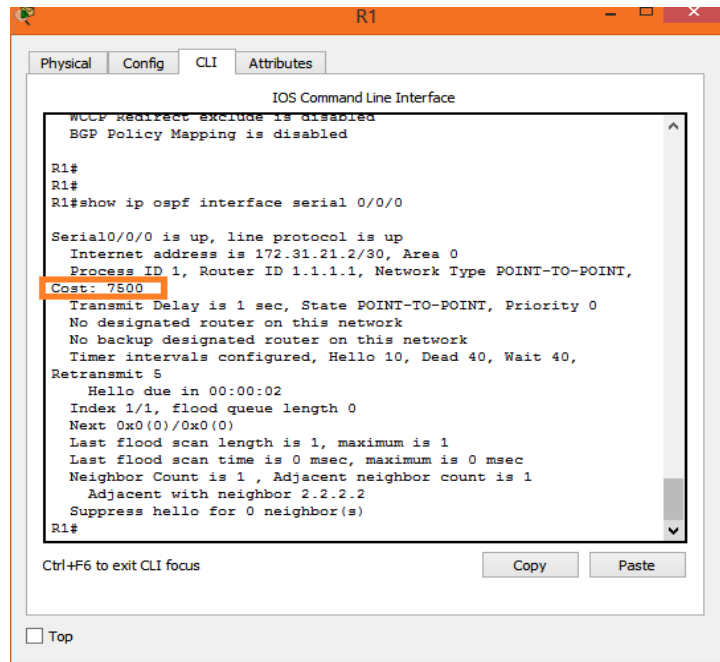 R1
Physical
Config
CLI
Attributes
IOS Command Line Interface
WCCP Redirect exclude is disabled
BGP Policy Mapping is disabled
R1#
R1#
R1#show ip ospf interface serial 0/0/0
Serial0/0/0 is up, line protocol is up
Internet address is 172.31.21.2/30, Area 0
Process ID 1, Router ID 1.1.1.1, Network Type POINT-TO-POINT,
Cost: 7500
Transmit Delay is 1 sec, State POINT-TO-POINT, Priority 0
No designated router on this network
No backup designated router on this network
Timer intervals configured, Hello 10, Dead 40, Wait 40,
Retransmit 5
Hello due in 00:00:02
Index 1/1, flood queue length 0
Next 0x0(0)/0x0(0)
Last flood scan length is 1, maximum is 1
Last flood scan time is 0 msec, maximum is 0 msec
Neighbor Count is 1 , Adjacent neighbor count is 1
Adjacent with neighbor 2.2.2.2
Suppress hello for 0 neighbor(s)
R1#
Ctrl+F6 to exit CLI focus
Copy
Paste
Top